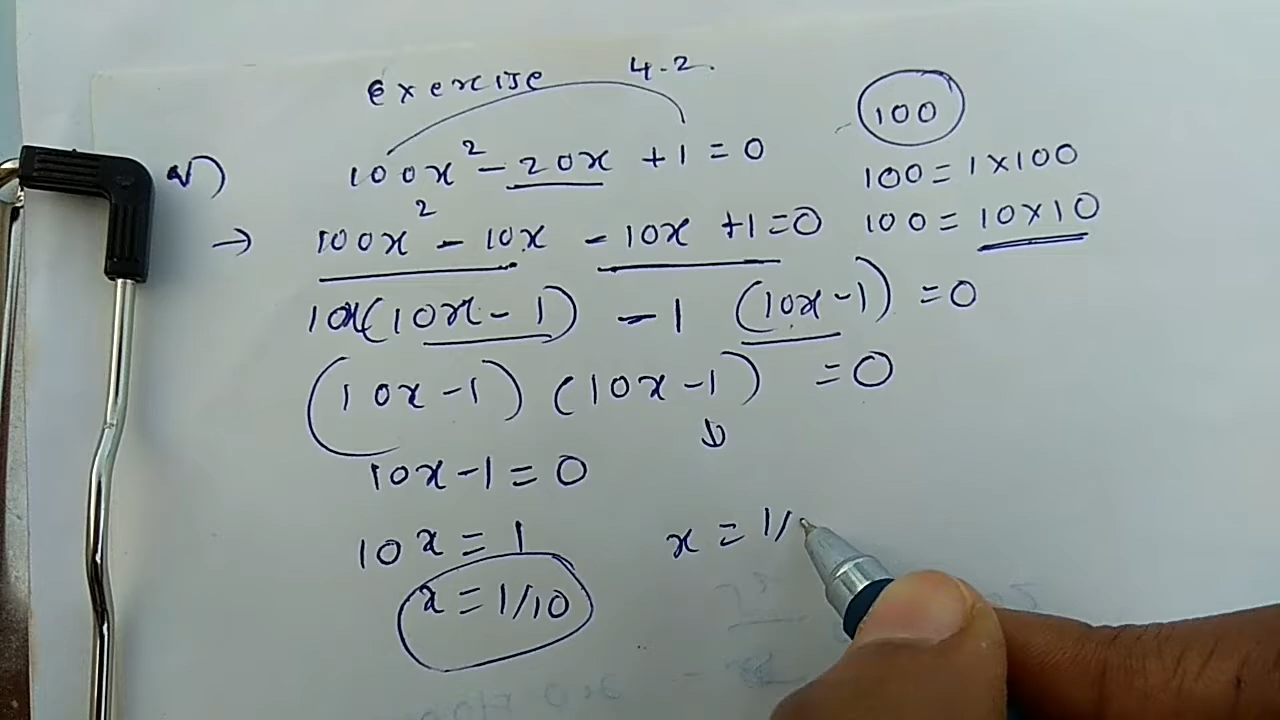 exercise 4.2.
v) 100x² - 20x + 1 = 0
100
100 = 1 × 100
→ 100x² - 10x - 10x + 1 = 0
100 = 10 × 10
10x(10x - 1) - 1 (10x - 1) = 0
(10x - 1) (10x - 1) = 0
10x - 1 = 0
10x = 1
x = 1/10
x = 1/